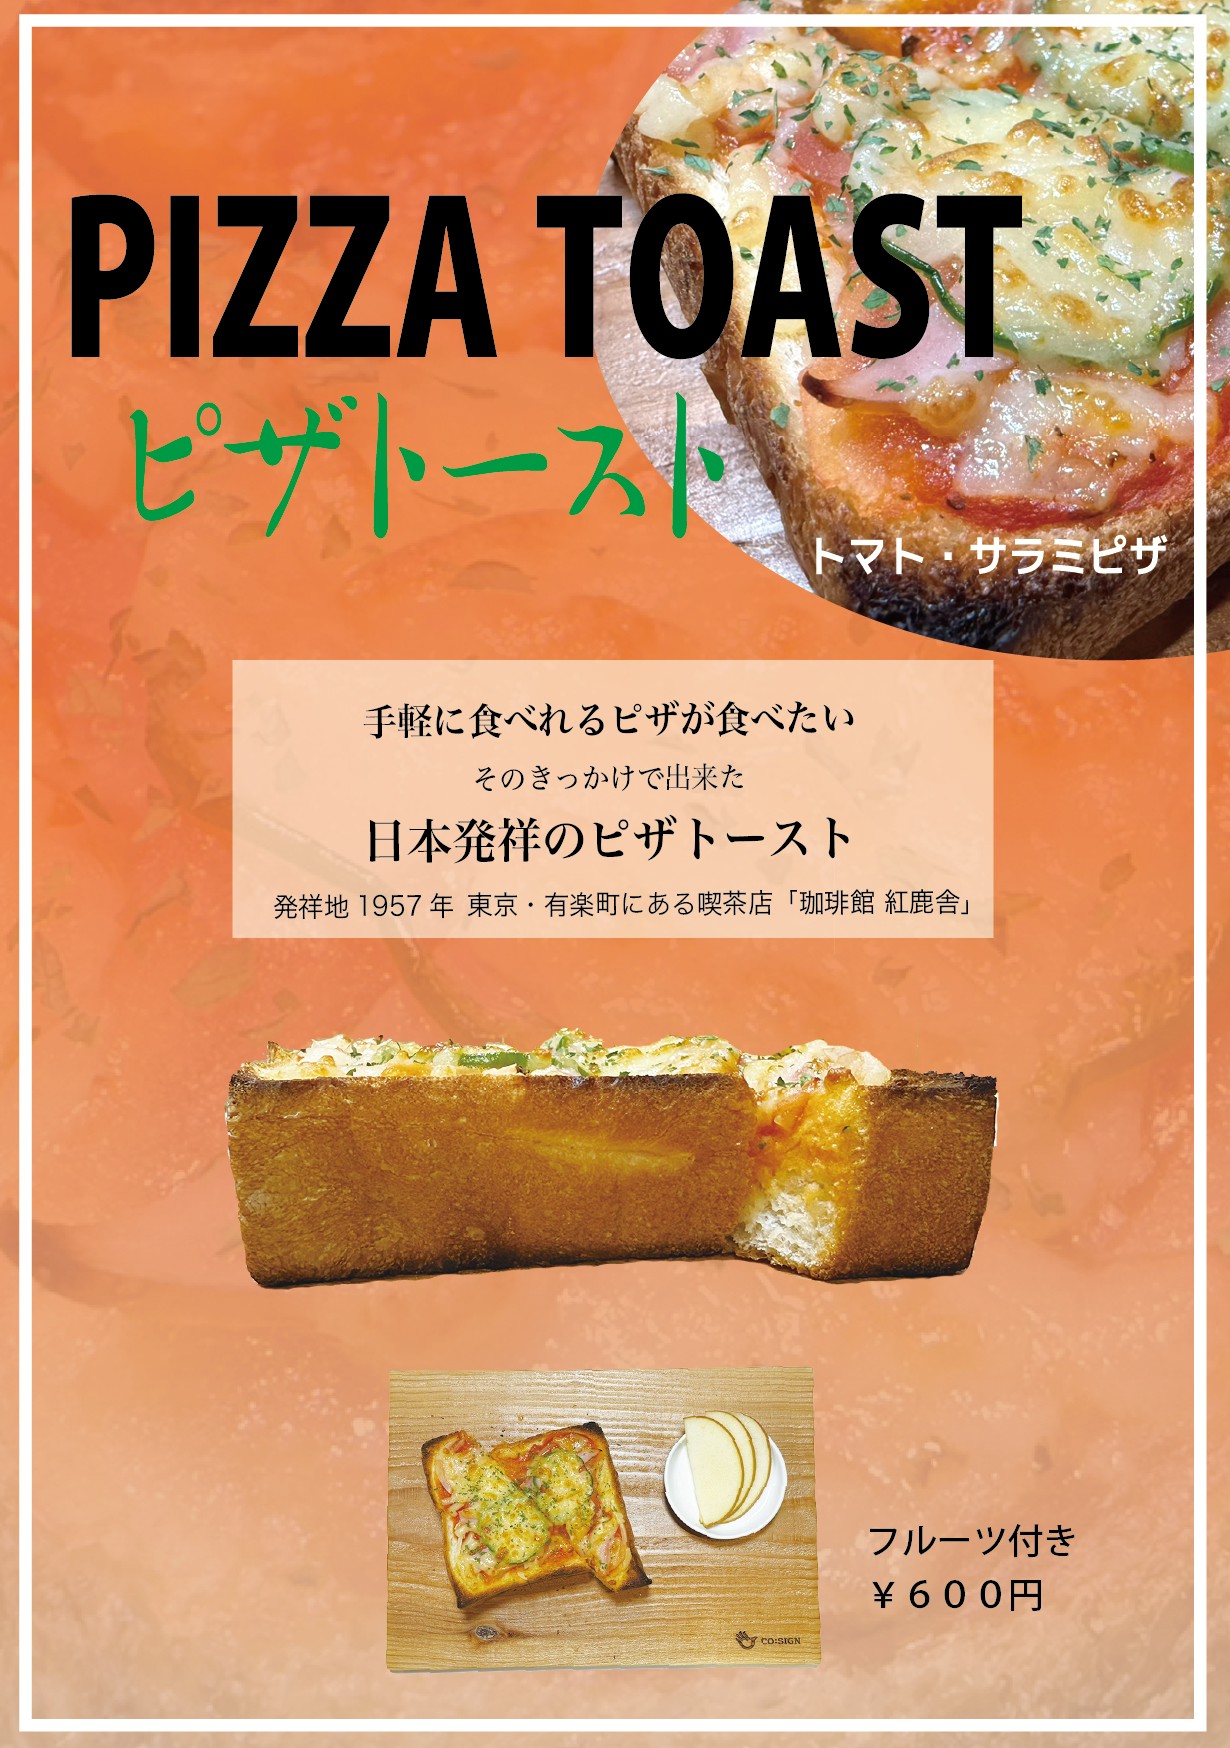 PIZZA TOAST
ピザトースト
トマト・サラミピザ
手軽に食べれるピザが食べたい
そのきっかけで出来た
日本発祥のピザトースト
発祥地 1957 年 東京・有楽町にある喫茶店「珈琲館 紅鹿舎」
フルーツ付き
￥６００円
CO:SIGN